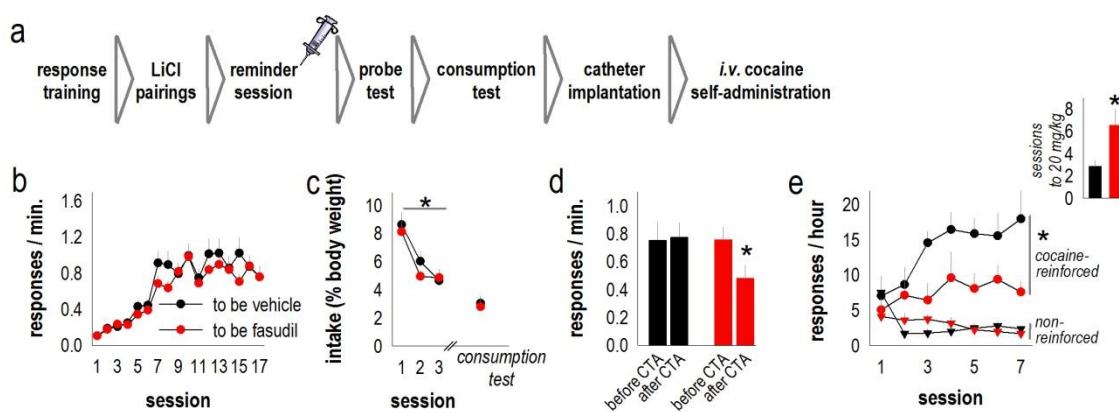 a
response
training
LiCl
pairings
reminder
session
probe
test
consumption
test
catheter
implantation
i.v. cocaine
self-administration
sessions
to 20 mg/kg
8
6
4
2
0
*
b
responses / min.
1.6
1.2
0.8
0.4
0.0
to be vehicle
to be fasudil
1 3 5 7 9 11 13 15 17
session
c
intake (% body weight)
10
8
6
4
2
0
*
1 2 3
consumption
test
session
d
responses / min.
1.0
0.8
0.6
0.4
0.2
0.0
*
before CTA
after CTA
before CTA
after CTA
e
responses / hour
20
15
10
5
0
*
cocaine-
reinforced
non-
reinforced
1 3 5 7
session